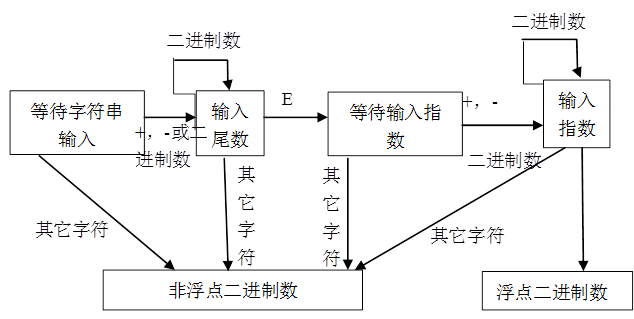 二进制数
二进制数
等待字符串
输入
+，-或二
进制数
输入
尾数
E
等待输入指
数
+，-
二进制数
输入
指数
其它字符
其它字符
其它字符
其它字符
非浮点二进制数
浮点二进制数